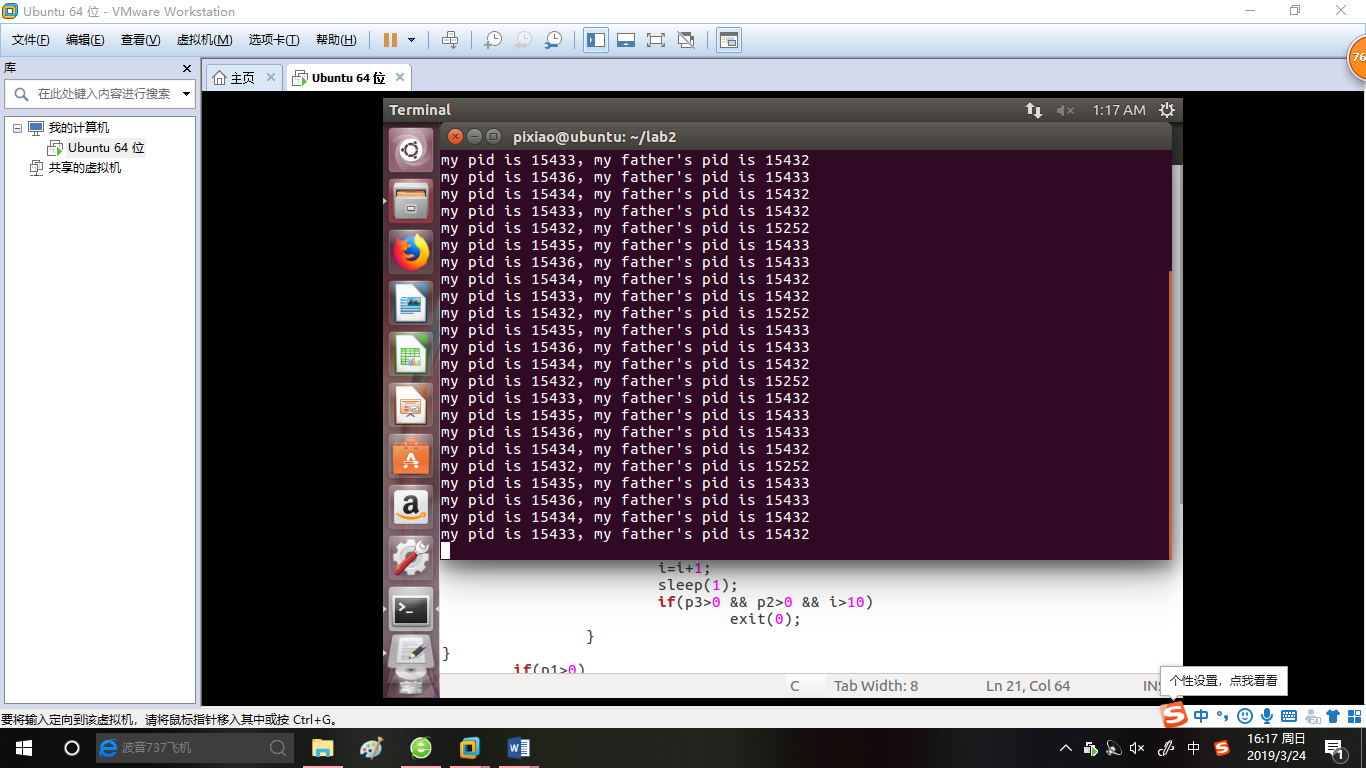 Ubuntu 64 位 - VMware Workstation
文件(F) 编辑(E) 查看(V) 虚拟机(M) 选项卡(T) 帮助(H)
76
库
主页 Ubuntu 64 位
在此处键入内容进行搜索
我的计算机
Ubuntu 64 位
共享的虚拟机
Terminal 1:17 AM
pixiao@ubuntu: ~/lab2
my pid is 15433, my father's pid is 15432
my pid is 15436, my father's pid is 15433
my pid is 15434, my father's pid is 15432
my pid is 15433, my father's pid is 15432
my pid is 15432, my father's pid is 15252
my pid is 15435, my father's pid is 15433
my pid is 15436, my father's pid is 15433
my pid is 15434, my father's pid is 15432
my pid is 15433, my father's pid is 15432
my pid is 15432, my father's pid is 15252
my pid is 15435, my father's pid is 15433
my pid is 15436, my father's pid is 15433
my pid is 15434, my father's pid is 15432
my pid is 15432, my father's pid is 15252
my pid is 15433, my father's pid is 15432
my pid is 15435, my father's pid is 15433
my pid is 15436, my father's pid is 15433
my pid is 15434, my father's pid is 15432
my pid is 15432, my father's pid is 15252
my pid is 15435, my father's pid is 15433
my pid is 15436, my father's pid is 15433
my pid is 15434, my father's pid is 15432
my pid is 15433, my father's pid is 15432
i=i+1;
sleep(1);
if(p3>0 && p2>0 && i>10)
exit(0);
}
}
if(p1>0)
C Tab Width: 8 Ln 21, Col 64 INS
个性设置，点我看看
要将输入定向到该虚拟机，请将鼠标指针移入其中或按 Ctrl+G。
中
波音737飞机
中
16:17 周日
2019/3/24
1